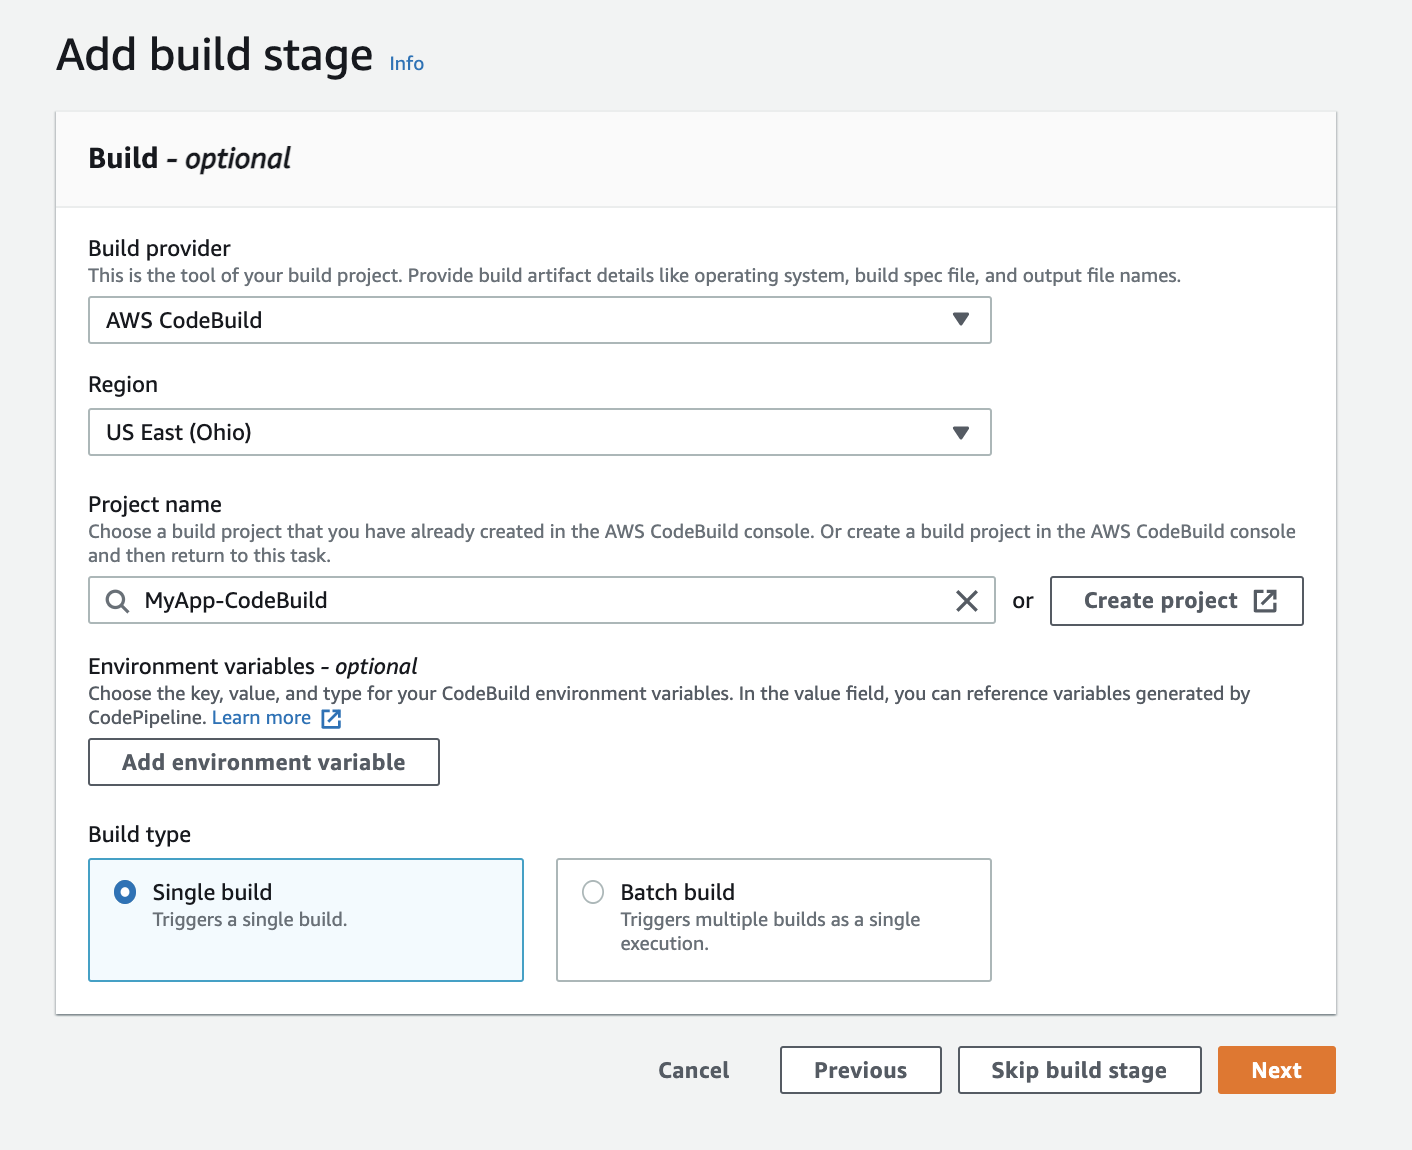 Add build stage Info
Build - optional
Build provider
This is the tool of your build project. Provide build artifact details like operating system, build spec file, and output file names.
AWS CodeBuild
Region
US East (Ohio)
Project name
Choose a build project that you have already created in the AWS CodeBuild console. Or create a build project in the AWS CodeBuild console
and then return to this task.
MyApp-CodeBuild or Create project
Environment variables - optional
Choose the key, value, and type for your CodeBuild environment variables. In the value field, you can reference variables generated by
CodePipeline. Learn more
Add environment variable
Build type
Single build
Triggers a single build.
Batch build
Triggers multiple builds as a single
execution.
Cancel Previous Skip build stage Next